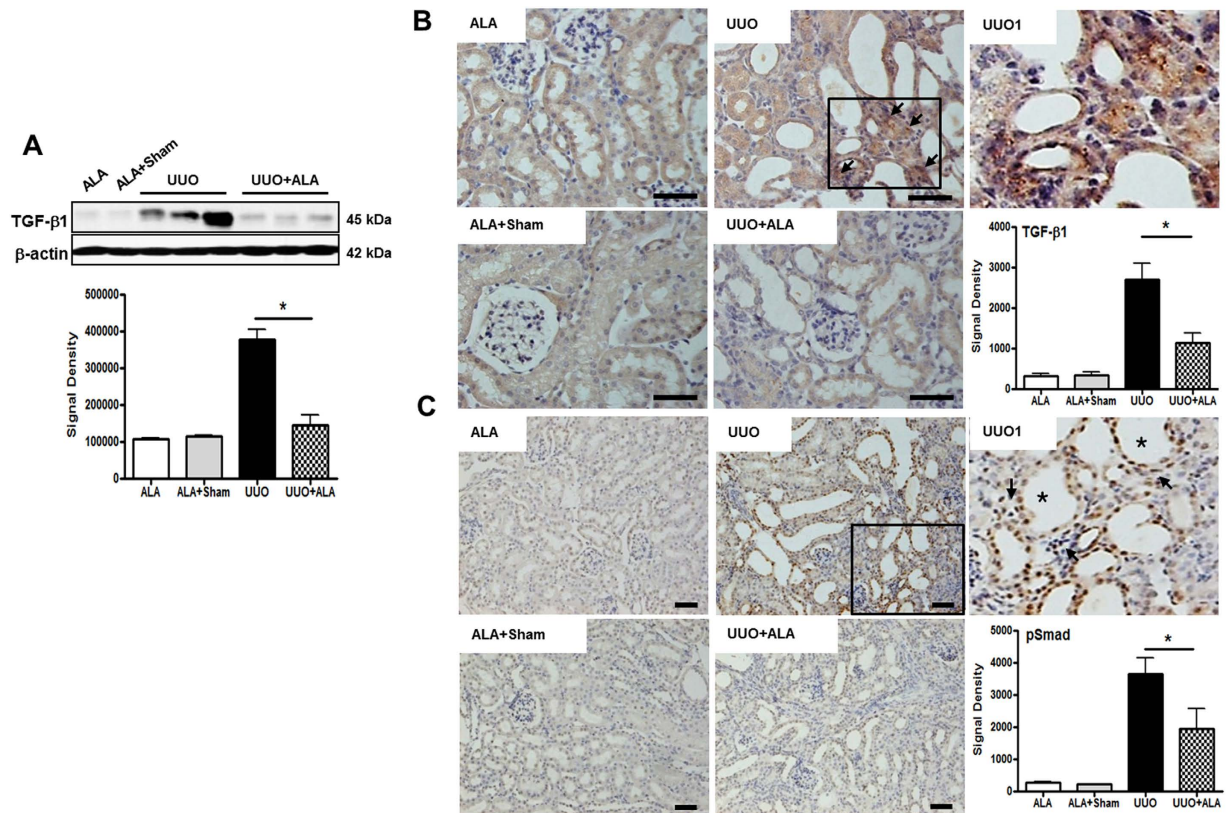 A
ALA
ALA+Sham
UUO
UUO+ALA
TGF-β1
45 kDa
β-actin
42 kDa
Signal Density
500000
400000
300000
200000
100000
0
*
ALA
ALA+Sham
UUO
UUO+ALA
B
ALA
UUO
UUO1
ALA+Sham
UUO+ALA
TGF-β1
Signal Density
4000
3000
2000
1000
0
*
ALA
ALA+Sham
UUO
UUO+ALA
C
ALA
UUO
UUO1
*
*
ALA+Sham
UUO+ALA
pSmad
Signal Density
5000
4000
3000
2000
1000
0
*
ALA
ALA+Sham
UUO
UUO+ALA